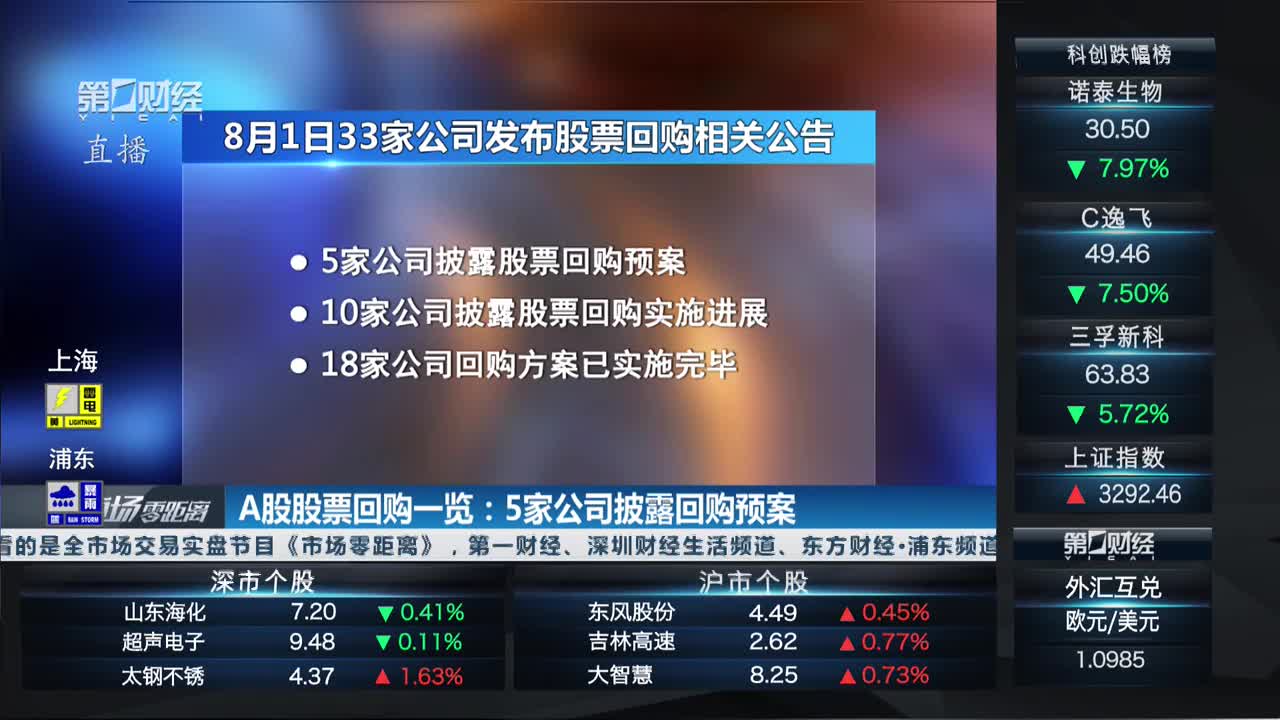 第一财经
YICAI
直播
8月1日33家公司发布股票回购相关公告
● 5家公司披露股票回购预案
● 10家公司披露股票回购实施进展
● 18家公司回购方案已实施完毕
上海
雷电
黄 LIGHTNING
浦东
暴雨
蓝 RAIN STORM
市场零距离
A股股票回购一览：5家公司披露回购预案
看的是全市场交易实盘节目《市场零距离》，第一财经、深圳财经生活频道、东方财经·浦东频道
深市个股
山东海化 7.20 ▼ 0.41%
超声电子 9.48 ▼ 0.11%
太钢不锈 4.37 ▲ 1.63%
沪市个股
东风股份 4.49 ▲ 0.45%
吉林高速 2.62 ▲ 0.77%
大智慧 8.25 ▲ 0.73%
科创跌幅榜
诺泰生物
30.50
▼ 7.97%
C逸飞
49.46
▼ 7.50%
三孚新科
63.83
▼ 5.72%
上证指数
▲ 3292.46
第一财经
YICAI
外汇互兑
欧元/美元
1.0985